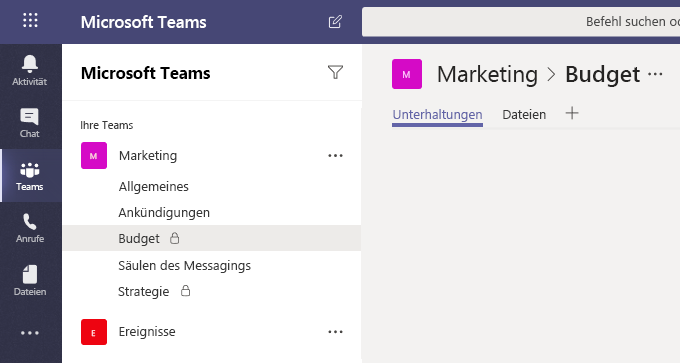 Microsoft Teams
Befehl suchen od
Aktivität
Chat
Teams
Anrufe
Dateien
Microsoft Teams
Ihre Teams
M Marketing
Allgemeines
Ankündigungen
Budget
Säulen des Messagings
Strategie
E Ereignisse
M Marketing > Budget
Unterhaltungen Dateien